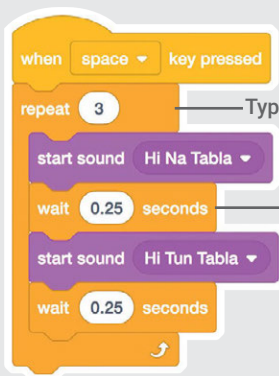 when space key pressed
repeat 3
Typ
start sound Hi Na Tabla
wait 0.25 seconds
start sound Hi Tun Tabla
wait 0.25 seconds